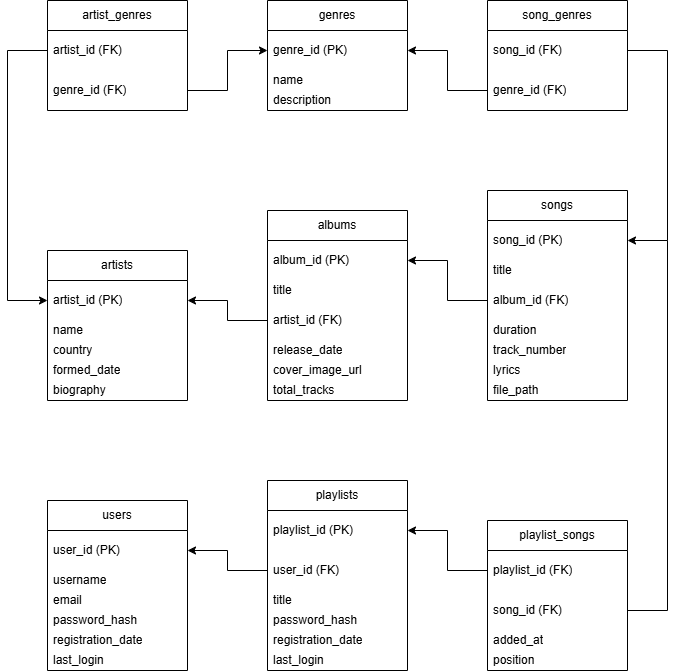 artist_genres
artist_id (FK)
genre_id (FK)
genres
genre_id (PK)
name
description
song_genres
song_id (FK)
genre_id (FK)
artists
artist_id (PK)
name
country
formed_date
biography
albums
album_id (PK)
title
artist_id (FK)
release_date
cover_image_url
total_tracks
songs
song_id (PK)
title
album_id (FK)
duration
track_number
lyrics
file_path
users
user_id (PK)
username
email
password_hash
registration_date
last_login
playlists
playlist_id (PK)
user_id (FK)
title
password_hash
registration_date
last_login
playlist_songs
playlist_id (FK)
song_id (FK)
added_at
position